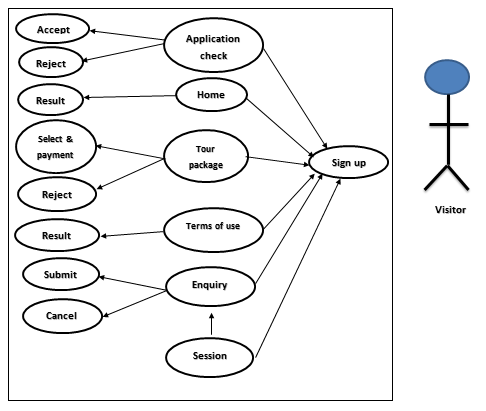 Accept
Reject
Result
Select &
payment
Reject
Result
Submit
Cancel
Application
check
Home
Tour
package
Terms of use
Enquiry
Session
Sign up
Visitor